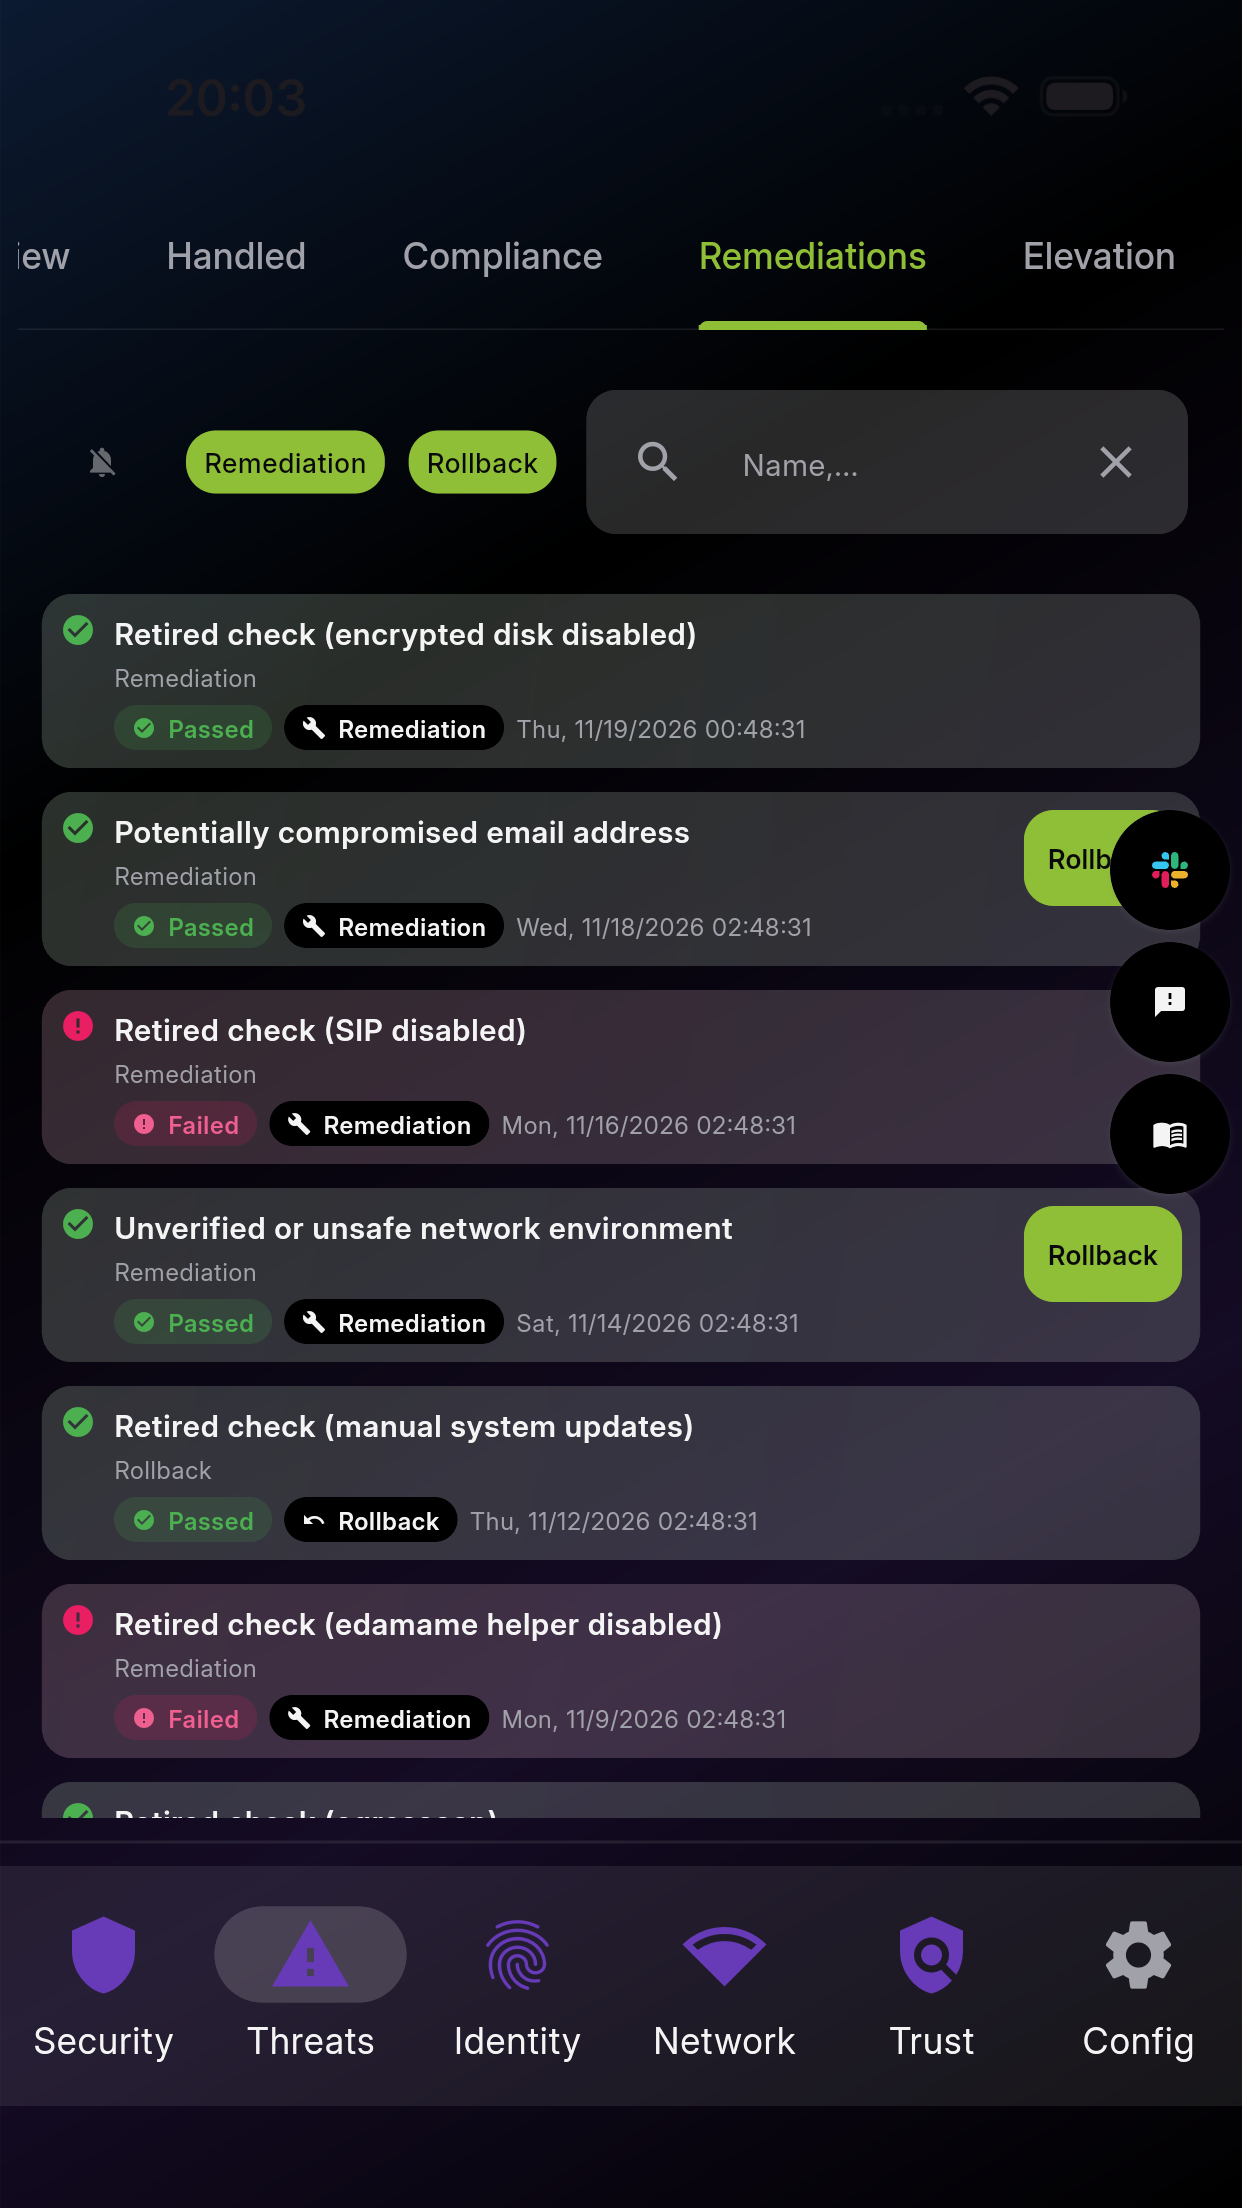 20:03
iew Handled Compliance Remediations Elevation
Remediation Rollback Name,...
Retired check (encrypted disk disabled)
Remediation
Passed Remediation Thu, 11/19/2026 00:48:31
Potentially compromised email address
Rollb
Remediation
Passed Remediation Wed, 11/18/2026 02:48:31
Retired check (SIP disabled)
Remediation
Failed Remediation Mon, 11/16/2026 02:48:31
Unverified or unsafe network environment
Rollback
Remediation
Passed Remediation Sat, 11/14/2026 02:48:31
Retired check (manual system updates)
Rollback
Passed Rollback Thu, 11/12/2026 02:48:31
Retired check (edamame helper disabled)
Remediation
Failed Remediation Mon, 11/9/2026 02:48:31
Retired check
Security Threats Identity Network Trust Config